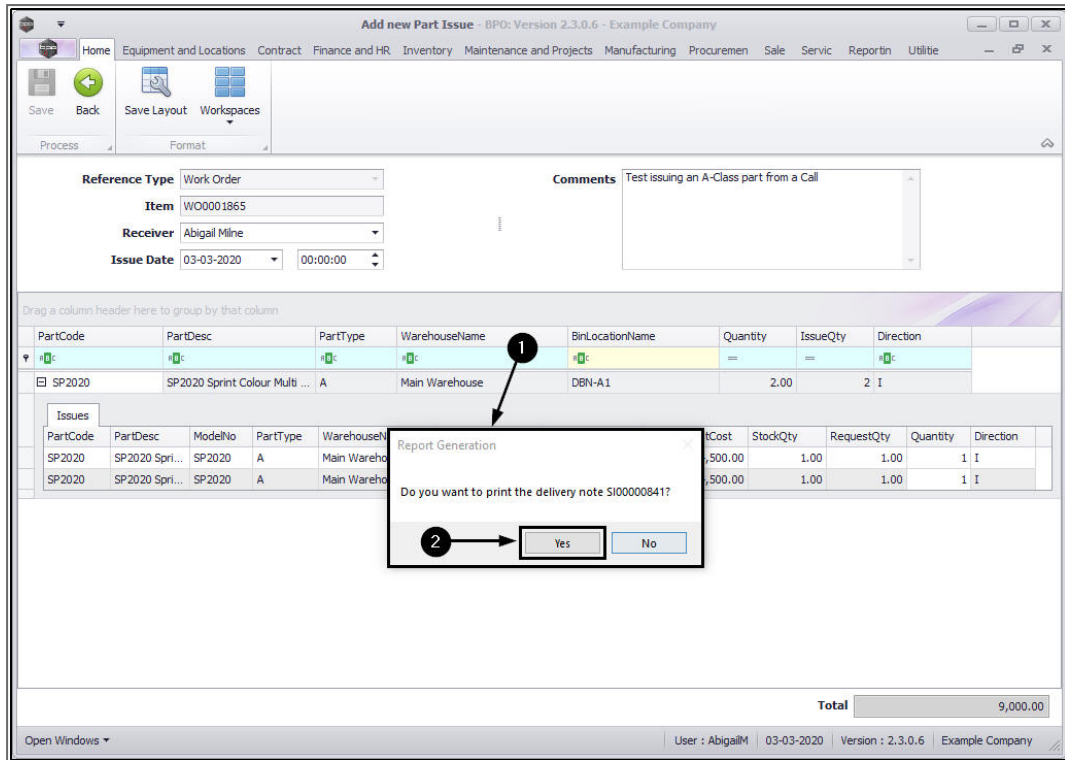 Add new Part Issue - BPO: Version 2.3.0.6 - Example Company
Home Equipment and Locations Contract Finance and HR Inventory Maintenance and Projects Manufacturing Procuremen Sale Servic Reportin Utilitie
Save Back Save Layout Workspaces
Process Format
Reference Type Work Order
Comments Test issuing an A-Class part from a Call
Item WO0001865
Receiver Abigail Milne
Issue Date 03-03-2020 00:00:00
Drag a column header here to group by that column
PartCode PartDesc PartType WarehouseName BinLocationName Quantity IssueQty Direction
1
SP2020 SP2020 Sprint Colour Multi ... A Main Warehouse DBN-A1 2.00 2 I
Issues
PartCode PartDesc ModelNo PartType WarehouseN tCost StockQty RequestQty Quantity Direction
SP2020 SP2020 Spri... SP2020 A Main Wareho ,500.00 1.00 1.00 1 I
SP2020 SP2020 Spri... SP2020 A Main Wareho ,500.00 1.00 1.00 1 I
Report Generation
Do you want to print the delivery note SI00000841?
2 Yes No
Total 9,000.00
Open Windows User : AbigailM 03-03-2020 Version : 2.3.0.6 Example Company